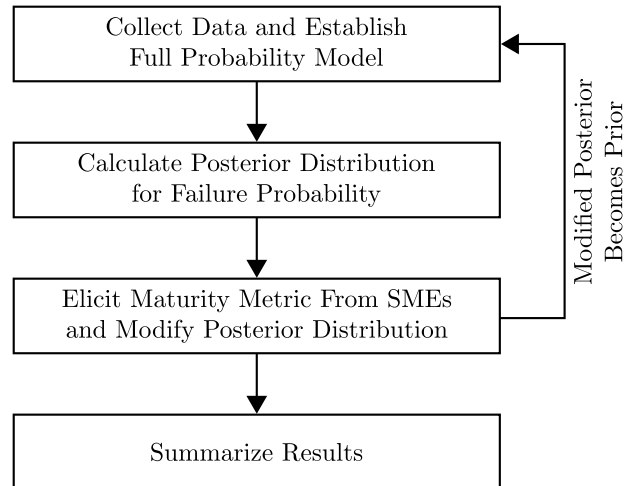 Collect Data and Establish
Full Probability Model
Calculate Posterior Distribution
for Failure Probability
Elicit Maturity Metric From SMEs
and Modify Posterior Distribution
Summarize Results
Modified Posterior
Becomes Prior